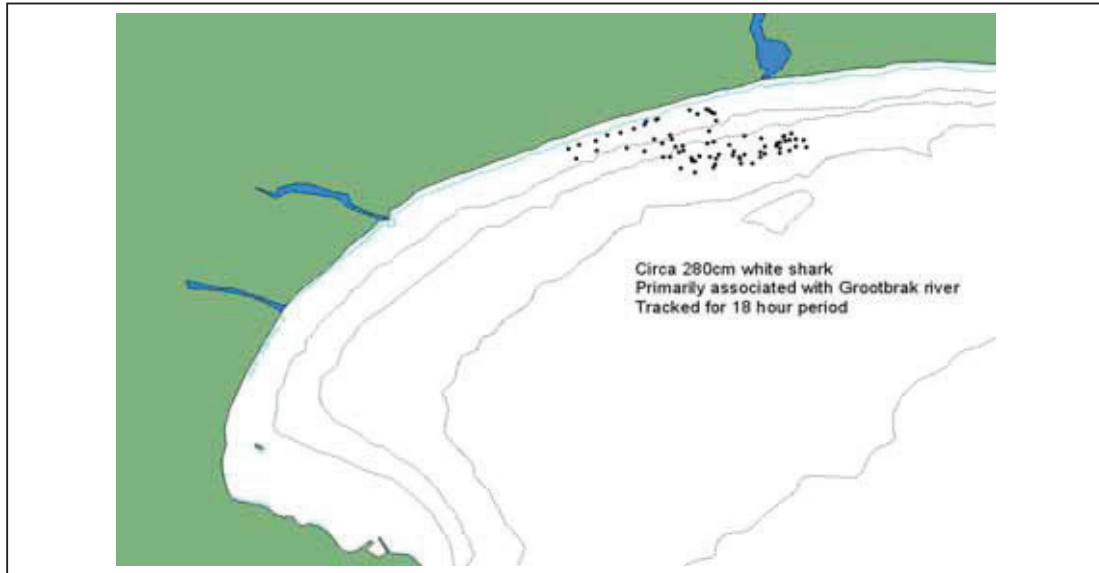 Circa 280cm white shark
Primarily associated with Grootbrak river
Tracked for 18 hour period